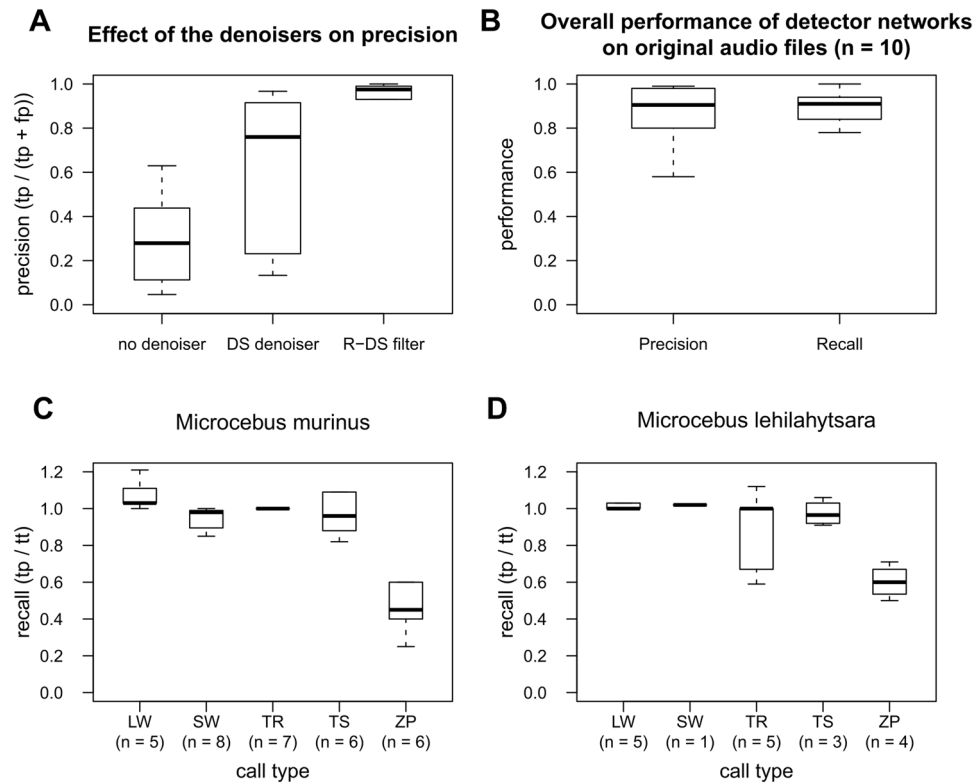 A
Effect of the denoisers on precision
precision (tp / (tp + fp))
1.0
0.8
0.6
0.4
0.2
0.0
no denoiser DS denoiser R−DS filter
B
Overall performance of detector networks
on original audio files (n = 10)
performance
1.0
0.8
0.6
0.4
0.2
0.0
Precision Recall
C
Microcebus murinus
recall (tp / tt)
1.2
1.0
0.8
0.6
0.4
0.2
0.0
LW SW TR TS ZP
(n = 5) (n = 8) (n = 7) (n = 6) (n = 6)
call type
D
Microcebus lehilahytsara
recall (tp / tt)
1.2
1.0
0.8
0.6
0.4
0.2
0.0
LW SW TR TS ZP
(n = 5) (n = 1) (n = 5) (n = 3) (n = 4)
call type